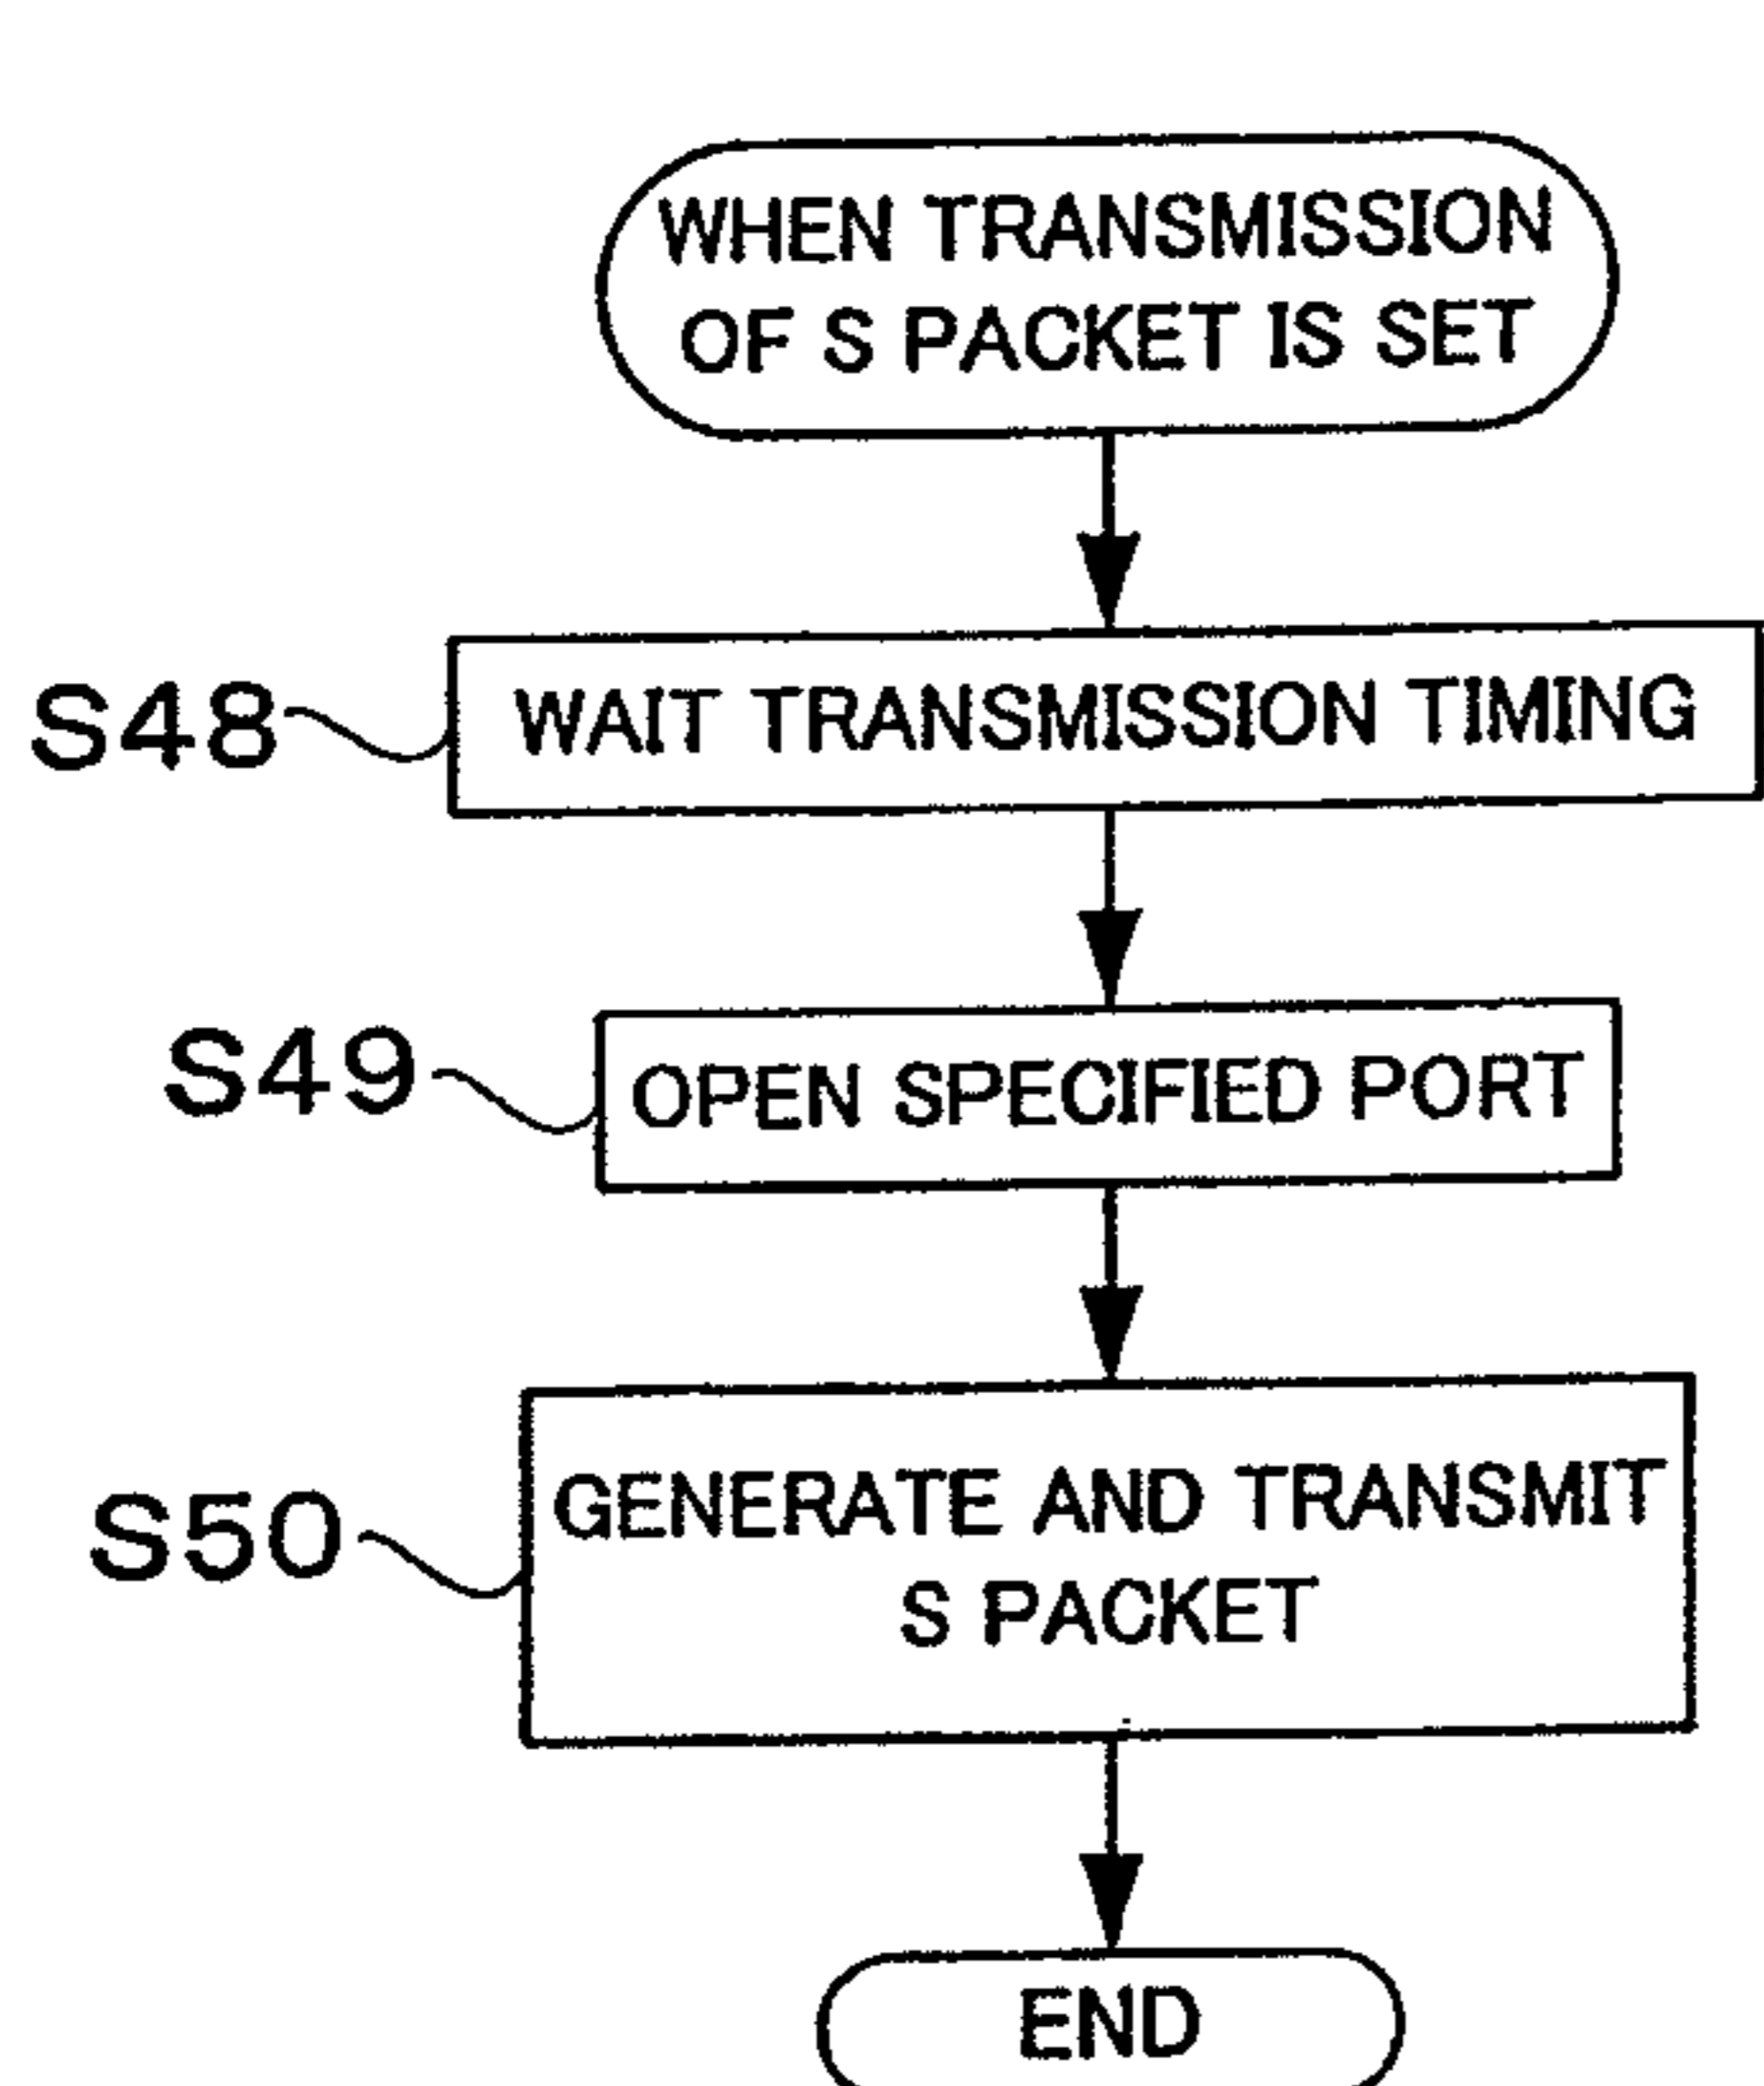 WHEN TRANSMISSION
OF S PACKET IS SET
S48
WAIT TRANSMISSION TIMING
S49
OPEN SPECIFIED PORT
S50
GENERATE AND TRANSMIT
S PACKET
END